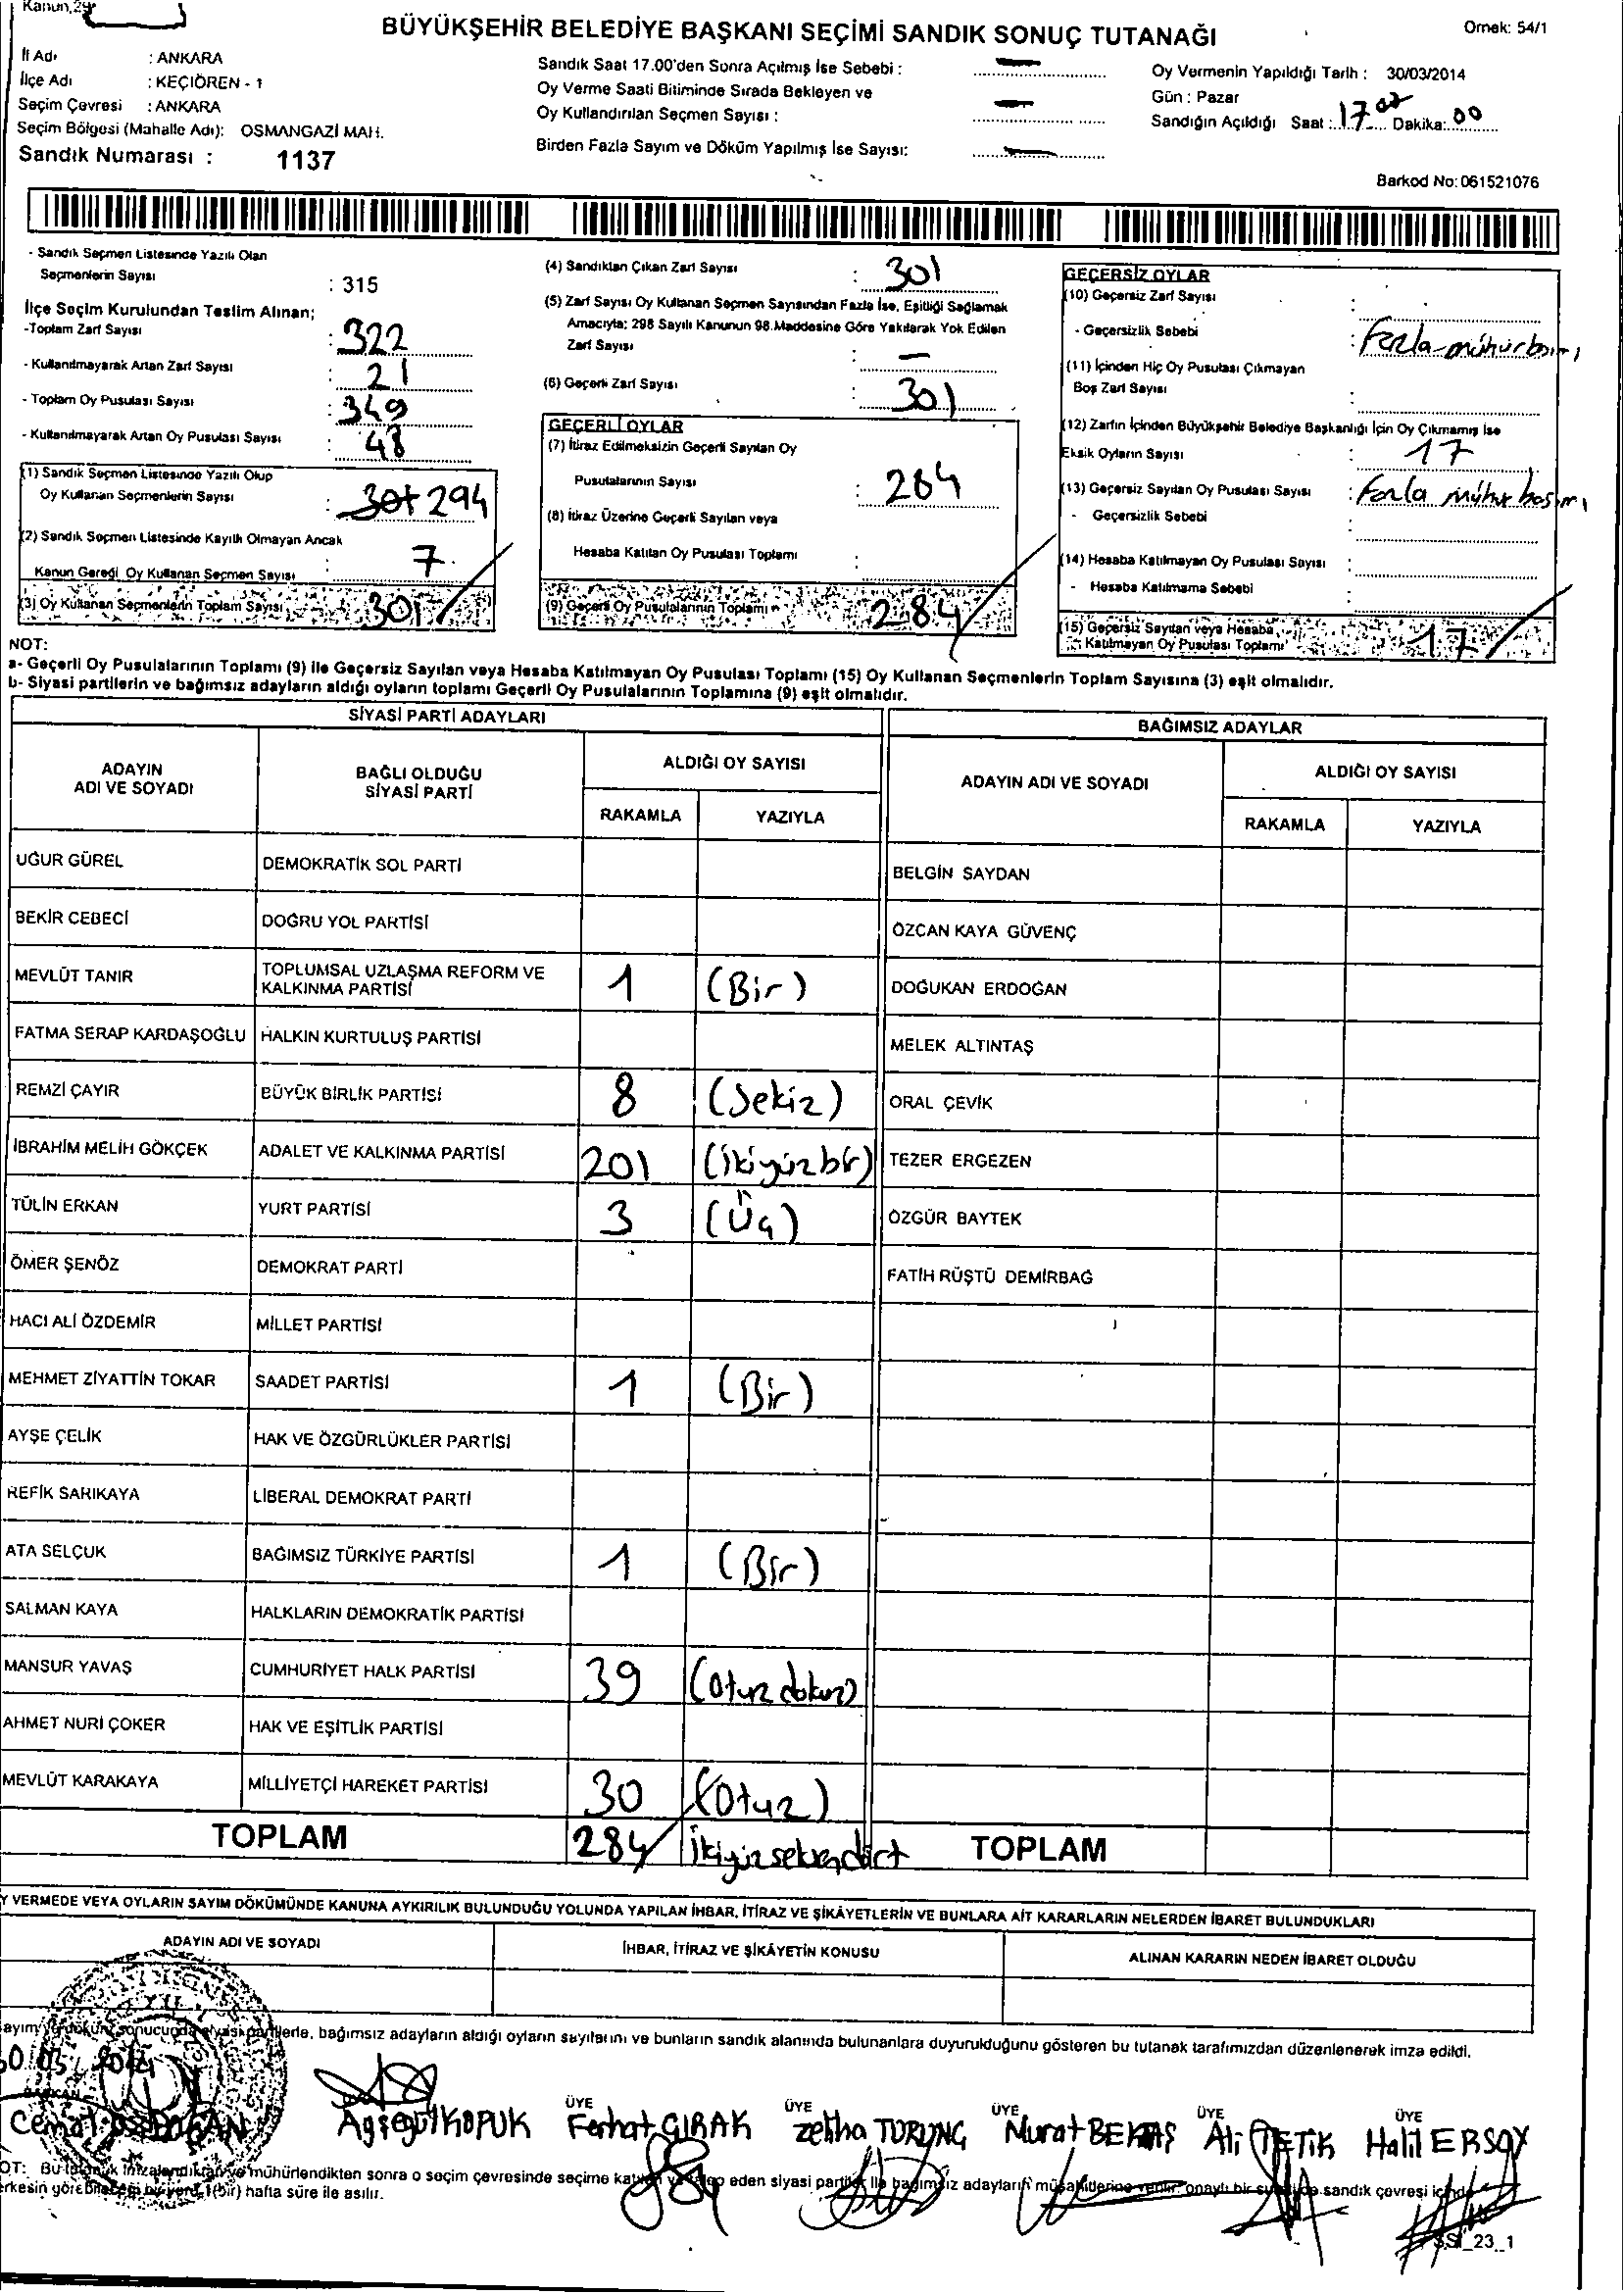 Kanun,29
BÜYÜKŞEHİR BELEDİYE BAŞKANI SEÇİMİ SANDIK SONUÇ TUTANAĞI
Ornek: 54/1
İl Adı : ANKARA
İlçe Adı : KEÇİÖREN - 1
Seçim Çevresi : ANKARA
Seçim Bölgesi (Mahalle Adı): OSMANGAZİ MAH.
Sandık Numarası : 1137
Sandık Saat 17.00'den Sonra Açılmış İse Sebebi : —
Oy Verme Saati Bitiminde Sırada Bekleyen ve
Oy Kullandırılan Seçmen Sayısı : —
Birden Fazla Sayım ve Döküm Yapılmış İse Sayısı: —
Oy Vermenin Yapıldığı Tarih : 30/03/2014
Gün : Pazar
Sandığın Açıldığı Saat : 17 Dakika: 00
Barkod No: 061521076
- Sandık Seçmen Listesinde Yazılı Olan
Seçmenlerin Sayısı : 315
İlçe Seçim Kurulundan Teslim Alınan;
-Toplam Zarf Sayısı : 322
- Kullanılmayarak Artan Zarf Sayısı : 21
- Toplam Oy Pusulası Sayısı : 349
- Kullanılmayarak Artan Oy Pusulası Sayısı : 48
(1) Sandık Seçmen Listesinde Yazılı Olup
Oy Kullanan Seçmenlerin Sayısı : 301 294
(2) Sandık Seçmen Listesinde Kayıtlı Olmayan Ancak
Kanun Gereği Oy Kullanan Seçmen Sayısı : 7
(3) Oy Kullanan Seçmenlerin Toplam Sayısı : 301
(4) Sandıktan Çıkan Zarf Sayısı : 301
(5) Zarf Sayısı Oy Kullanan Seçmen Sayısından Fazla İse, Eşitliği Sağlamak
Amacıyla; 298 Sayılı Kanunun 98.Maddesine Göre Yakılarak Yok Edilen
Zarf Sayısı : —
(6) Geçerli Zarf Sayısı : 301
GEÇERLİ OYLAR
(7) İtiraz Edilmeksizin Geçerli Sayılan Oy
Pusulalarının Sayısı : 284
(8) İtiraz Üzerine Geçerli Sayılan veya
Hesaba Katılan Oy Pusulası Toplamı :
(9) Geçerli Oy Pusulalarının Toplamı 284
GEÇERSİZ OYLAR
(10) Geçersiz Zarf Sayısı :
- Geçersizlik Sebebi : Fazla mühür basımı
(11) İçinden Hiç Oy Pusulası Çıkmayan
Boş Zarf Sayısı :
(12) Zarfın İçinden Büyükşehir Belediye Başkanlığı İçin Oy Çıkmamış İse
Eksik Oyların Sayısı : 17
(13) Geçersiz Sayılan Oy Pusulası Sayısı : fazla mühür basımı
- Geçersizlik Sebebi :
(14) Hesaba Katılmayan Oy Pusulası Sayısı :
- Hesaba Katılmama Sebebi :
(15) Geçersiz Sayılan veya Hesaba
Katılmayan Oy Pusulası Toplamı 17
NOT:
a- Geçerli Oy Pusulalarının Toplamı (9) ile Geçersiz Sayılan veya Hesaba Katılmayan Oy Pusulası Toplamı (15) Oy Kullanan Seçmenlerin Toplam Sayısına (3) eşit olmalıdır.
b- Siyasi partilerin ve bağımsız adayların aldığı oyların toplamı Geçerli Oy Pusulalarının Toplamına (9) eşit olmalıdır.
SİYASİ PARTİ ADAYLARI
BAĞIMSIZ ADAYLAR
ADAYIN ADI VE SOYADI
BAĞLI OLDUĞU SİYASİ PARTİ
ALDIĞI OY SAYISI
RAKAMLA YAZIYLA
ADAYIN ADI VE SOYADI
ALDIĞI OY SAYISI
RAKAMLA YAZIYLA
UĞUR GÜREL DEMOKRATİK SOL PARTİ BELGİN SAYDAN
BEKİR CEBECİ DOĞRU YOL PARTİSİ ÖZCAN KAYA GÜVENÇ
MEVLÜT TANIR TOPLUMSAL UZLAŞMA REFORM VE KALKINMA PARTİSİ 1 (Bir) DOĞUKAN ERDOĞAN
FATMA SERAP KARDAŞOĞLU HALKIN KURTULUŞ PARTİSİ MELEK ALTINTAŞ
REMZİ ÇAYIR BÜYÜK BİRLİK PARTİSİ 8 (Sekiz) ORAL ÇEVİK
İBRAHİM MELİH GÖKÇEK ADALET VE KALKINMA PARTİSİ 201 (ikiyüzbir) TEZER ERGEZEN
TÜLİN ERKAN YURT PARTİSİ 3 (Üç) ÖZGÜR BAYTEK
ÖMER ŞENÖZ DEMOKRAT PARTİ FATİH RÜŞTÜ DEMİRBAĞ
HACI ALİ ÖZDEMİR MİLLET PARTİSİ
MEHMET ZİYATTİN TOKAR SAADET PARTİSİ 1 (Bir)
AYŞE ÇELİK HAK VE ÖZGÜRLÜKLER PARTİSİ
REFİK SARIKAYA LİBERAL DEMOKRAT PARTİ
ATA SELÇUK BAĞIMSIZ TÜRKİYE PARTİSİ 1 (Bir)
SALMAN KAYA HALKLARIN DEMOKRATİK PARTİSİ
MANSUR YAVAŞ CUMHURİYET HALK PARTİSİ 39 (otuz dokuz)
AHMET NURİ ÇOKER HAK VE EŞİTLİK PARTİSİ
MEVLÜT KARAKAYA MİLLİYETÇİ HAREKET PARTİSİ 30 (Otuz)
TOPLAM 284 İkiyüzseksendört TOPLAM
Y VERMEDE VEYA OYLARIN SAYIM DÖKÜMÜNDE KANUNA AYKIRILIK BULUNDUĞU YOLUNDA YAPILAN İHBAR, İTİRAZ VE ŞİKÂYETLERİN VE BUNLARA AİT KARARLARIN NELERDEN İBARET BULUNDUKLARI
ADAYIN ADI VE SOYADI
İHBAR, İTİRAZ VE ŞİKÂYETİN KONUSU
ALINAN KARARIN NEDEN İBARET OLDUĞU
sonucunda siyasi partilerle, bağımsız adayların aldığı oyların sayılarını ve bunların sandık alanında bulunanlara duyurulduğunu gösteren bu tutanak tarafımızdan düzenlenerek imza edildi.
0/03/2014
BAŞKAN ÜYE ÜYE ÜYE ÜYE ÜYE
Cemal Ayşegül KOPUK Ferhat GIRAK Zeliha TURUNÇ Murat BEKTAŞ Ali TETİK Halil ERSOY
OT: Bu tutanak imzalandıktan ve mühürlendikten sonra o seçim çevresinde seçime katılan ve talep eden siyasi partiler ile bağımsız adayların müşahitlerine verilir. onaylı bir sureti de sandık çevresi içinde
erkesin görebileceği bir yere 1(bir) hafta süre ile asılır.
SSI_23_1